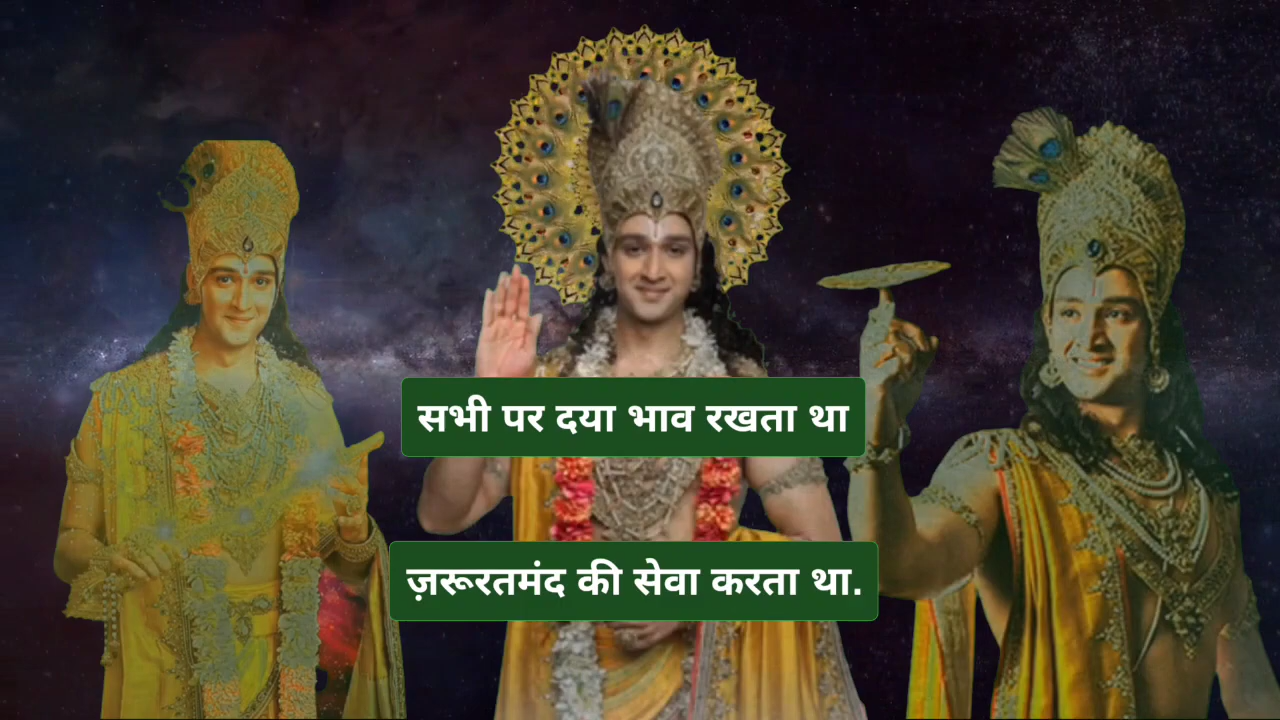 सभी पर दया भाव रखता था
ज़रूरतमंद की सेवा करता था.